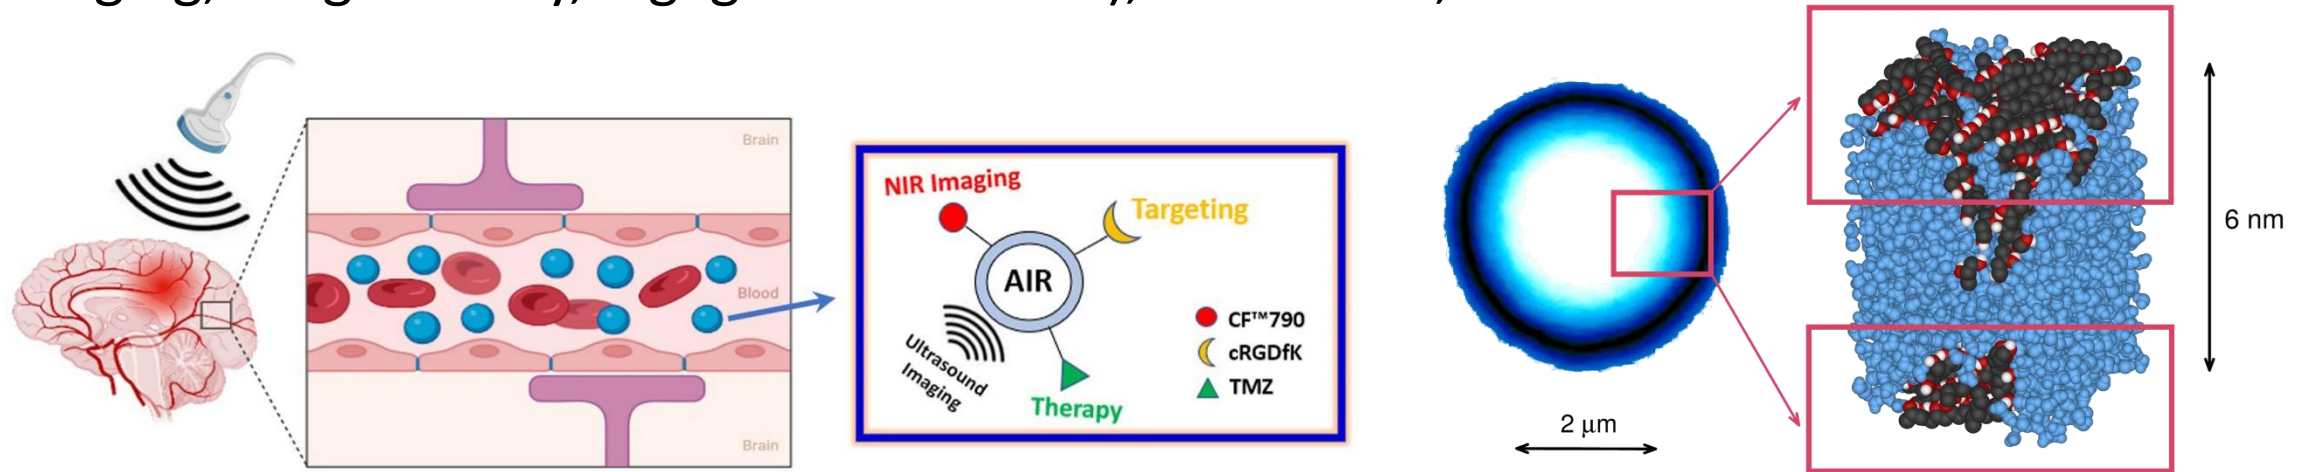 Brain
Blood
Brain
NIR Imaging
Targeting
AIR
Ultrasound
Imaging
Therapy
CF™790
cRGDfK
TMZ
2 μm
6 nm